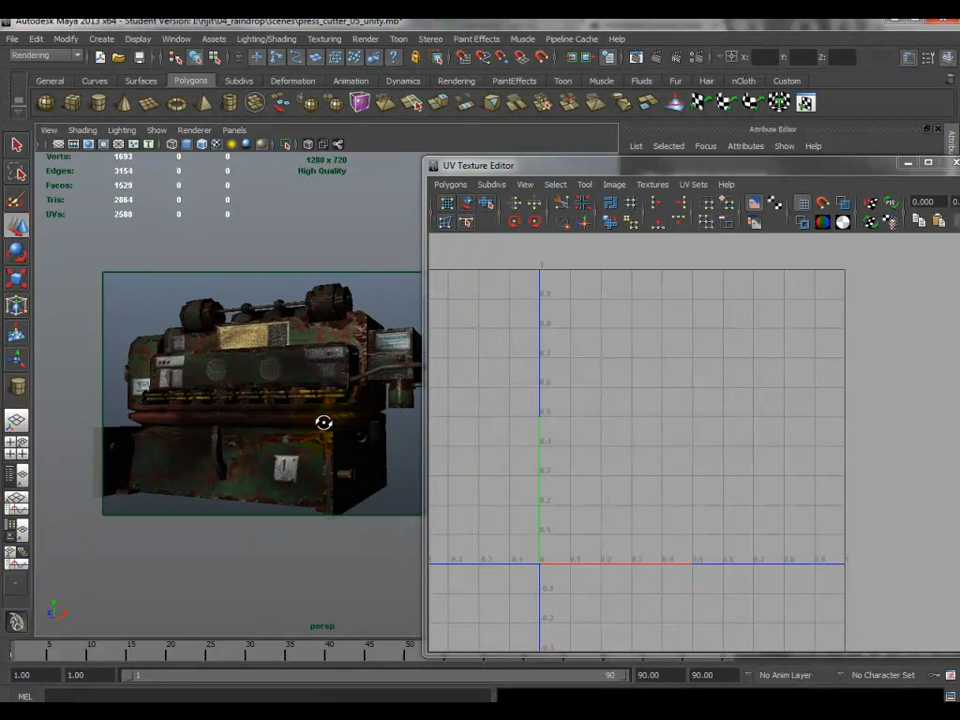 Autodesk Maya 2013 x64 - Student Version: I:\njit\04_raindrop\scenes\press_cutter_05_unity.mb*
File Edit Modify Create Display Window Assets Lighting/Shading Texturing Render Toon Stereo Paint Effects Muscle Pipeline Cache Help
Rendering X: Y: Z:
General Curves Surfaces Polygons Subdivs Deformation Animation Dynamics Rendering PaintEffects Toon Muscle Fluids Fur Hair nCloth Custom
View Shading Lighting Show Renderer Panels Attribute Editor
List Selected Focus Attributes Show Help
Verts: 1693 0 0
Edges: 3154 0 0
Faces: 1529 0 0
Tris: 2864 0 0
UVs: 2588 0 0
1280 x 720
High Quality
UV Texture Editor
Polygons Subdivs View Select Tool Image Textures UV Sets Help
0.000
persp
5 10 15 20 25 30 35 40 45 50
1.00 1.00 1 90 90.00 90.00 No Anim Layer No Character Set
MEL